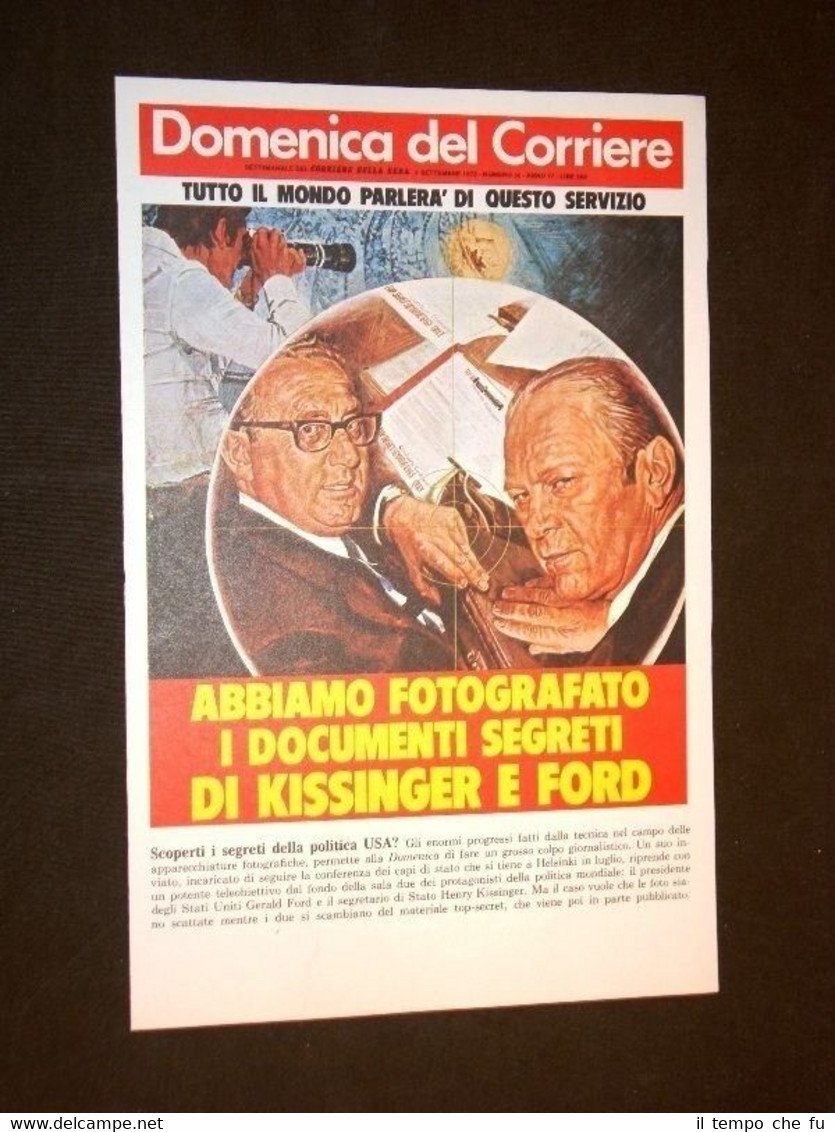 Domenica del Corriere
SETTIMANALE DEL CORRIERE DELLA SERA
TUTTO IL MONDO PARLERA' DI QUESTO SERVIZIO
ABBIAMO FOTOGRAFATO
I DOCUMENTI SEGRETI
DI KISSINGER E FORD
Scoperti i segreti della politica USA? Gli enormi progressi fatti dalla tecnica nel campo delle
apparecchiature fotografiche, permette alla Domenica di fare un grosso colpo giornalistico. Un suo in-
viato, incaricato di seguire la conferenza dei capi di stato che si tiene a Helsinki in luglio, riprende con
un potente teleobiettivo dal fondo della sala due dei protagonisti della politica mondiale: il presidente
degli Stati Uniti Gerald Ford e il segretario di Stato Henry Kissinger. Ma il caso vuole che le foto sia-
no scattate mentre i due si scambiano del materiale top-secret, che viene poi in parte pubblicato.
www.delcampe.net
il tempo che fu